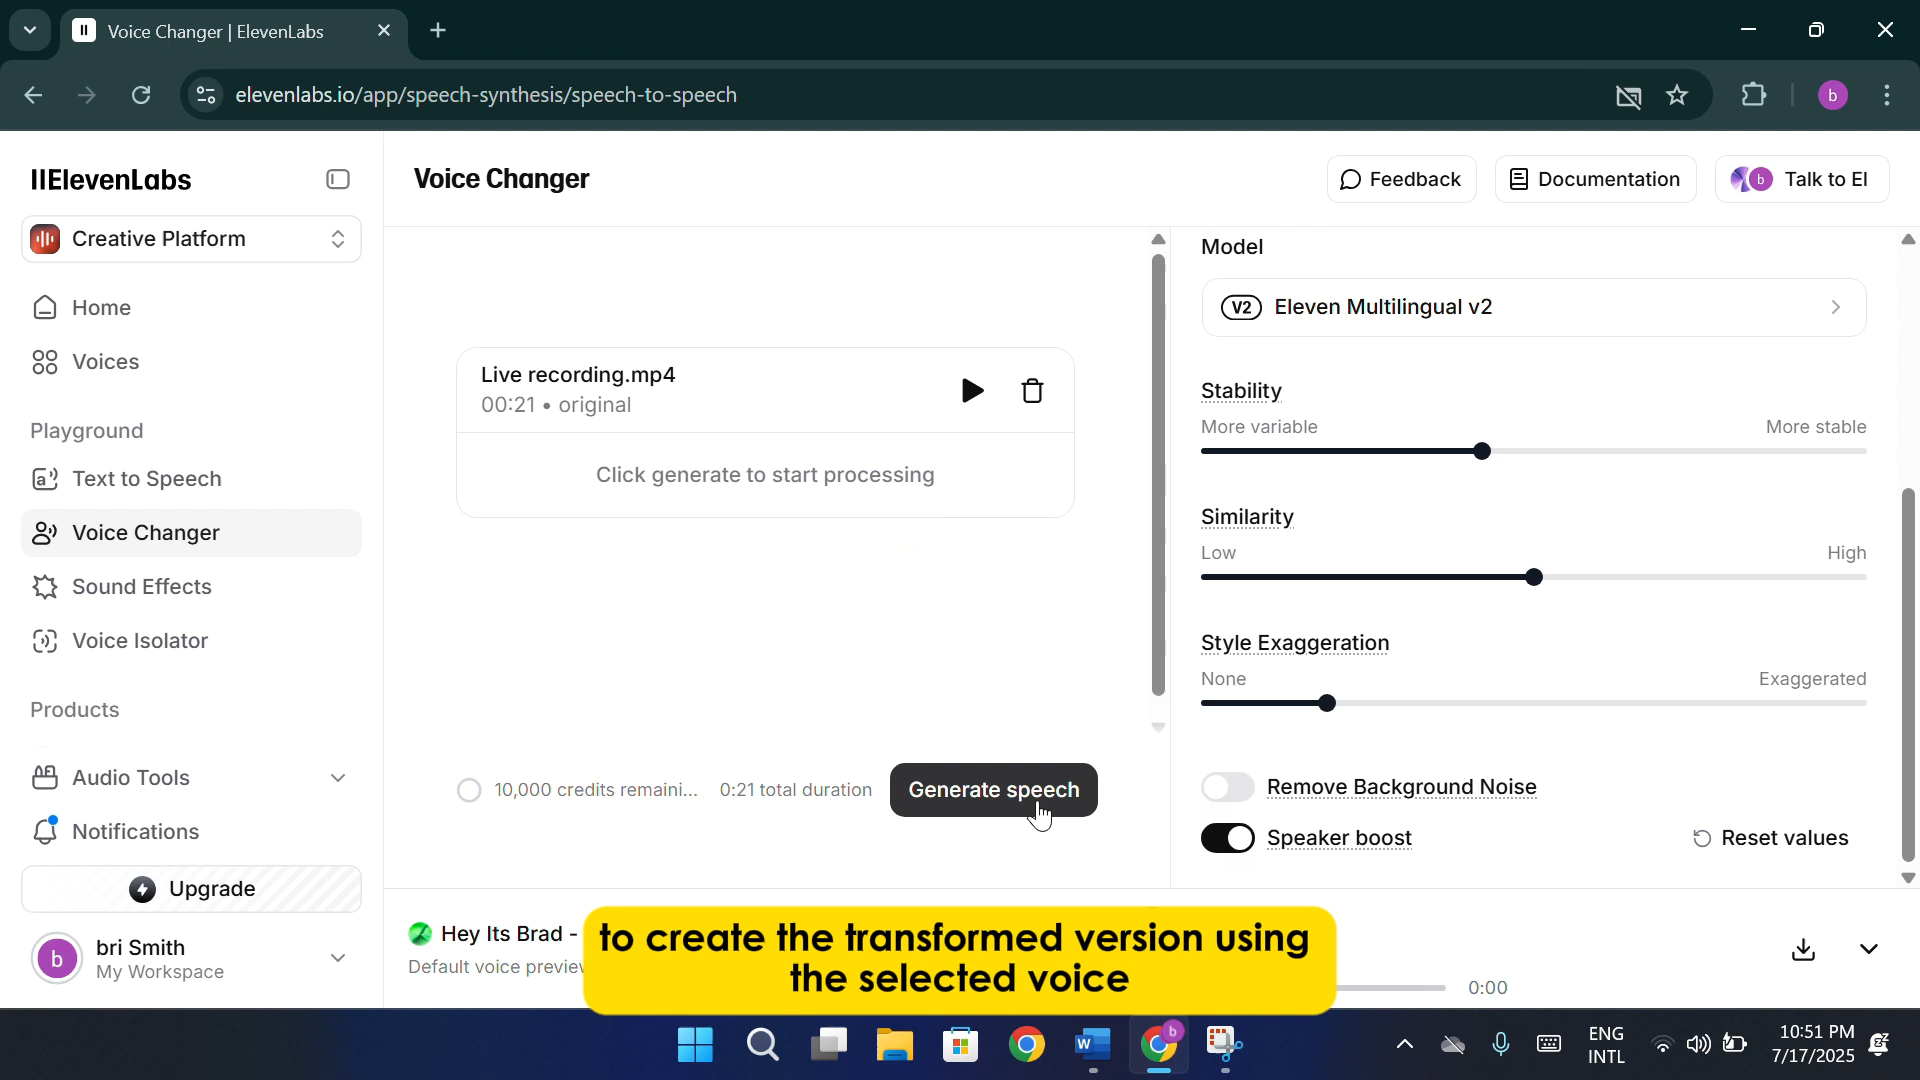 Voice Changer | ElevenLabs
elevenlabs.io/app/speech-synthesis/speech-to-speech
b
IIElevenLabs
Creative Platform
Home
Voices
Playground
Text to Speech
Voice Changer
Sound Effects
Voice Isolator
Products
Audio Tools
Notifications
Upgrade
b
bri Smith
My Workspace
Voice Changer
Feedback
Documentation
b
Talk to El
Live recording.mp4
00:21 • original
Click generate to start processing
10,000 credits remaini...
0:21 total duration
Generate speech
Model
V2 Eleven Multilingual v2
Stability
More variable
More stable
Similarity
Low
High
Style Exaggeration
None
Exaggerated
Remove Background Noise
Speaker boost
Reset values
Hey Its Brad -
Default voice
0:00
to create the transformed version using
the selected voice
W
b
ENG
INTL
10:51 PM
7/17/2025